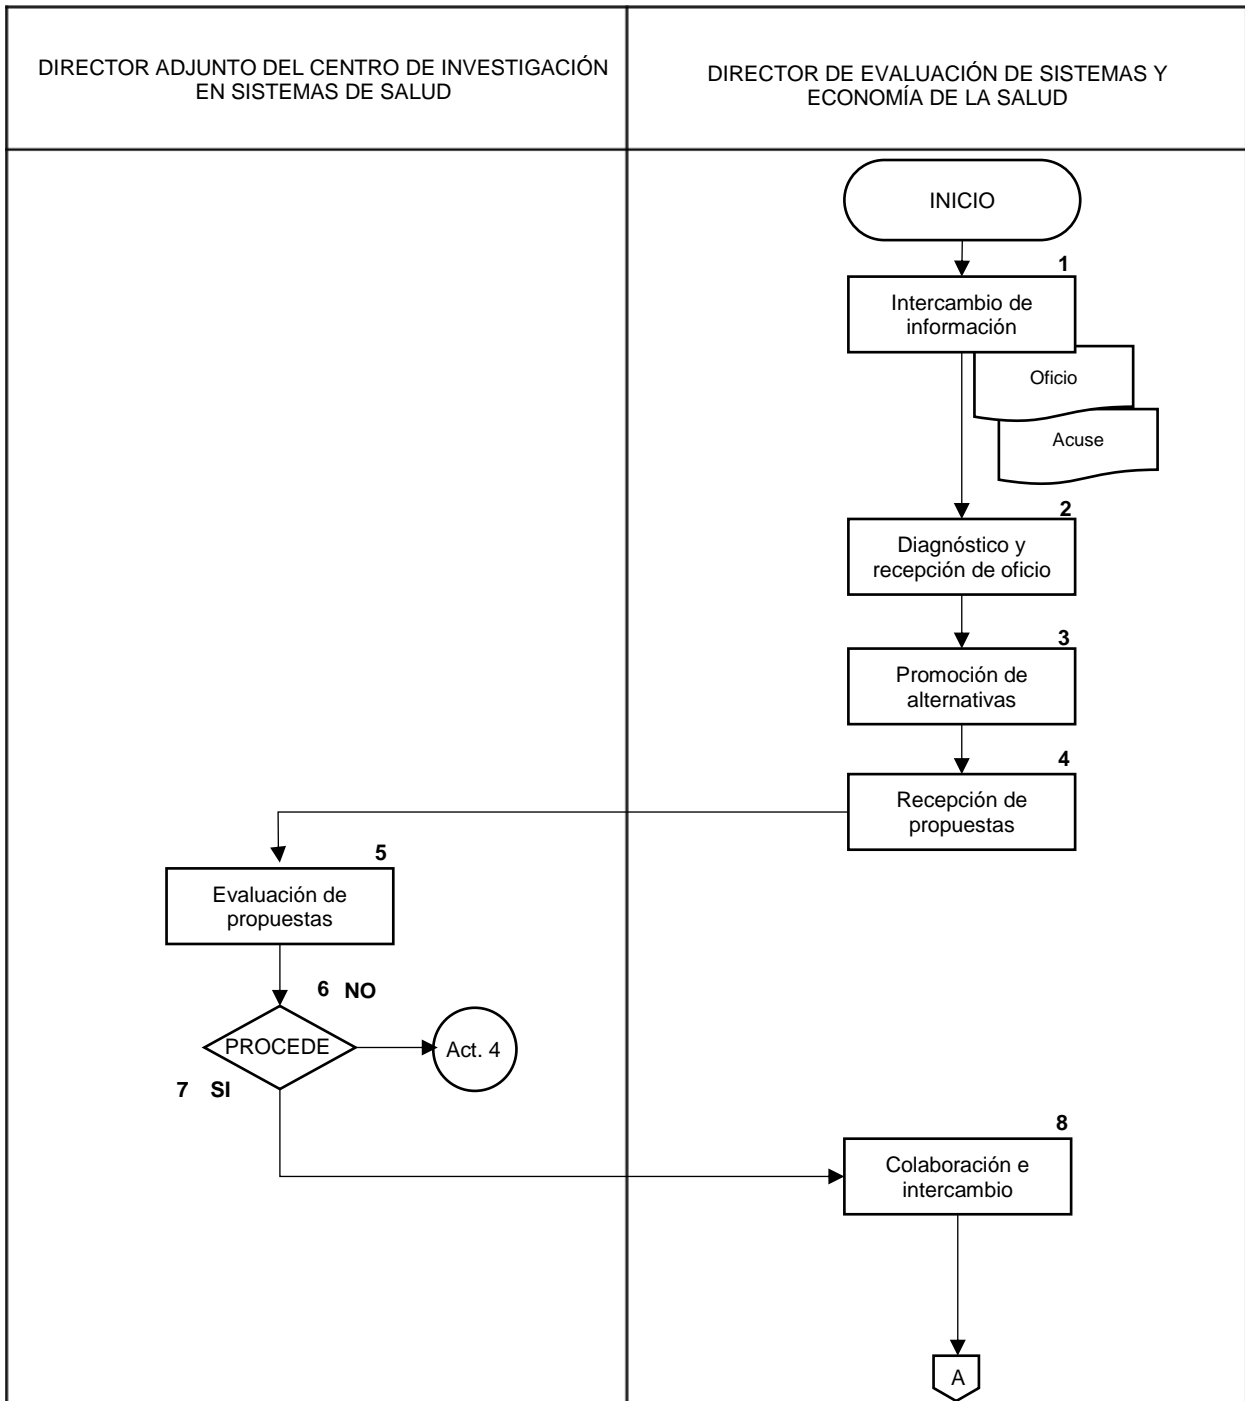 DIRECTOR ADJUNTO DEL CENTRO DE INVESTIGACIÓN
EN SISTEMAS DE SALUD
DIRECTOR DE EVALUACIÓN DE SISTEMAS Y
ECONOMÍA DE LA SALUD
INICIO
1
Intercambio de
información
Oficio
Acuse
2
Diagnóstico y
recepción de oficio
3
Promoción de
alternativas
4
Recepción de
propuestas
5
Evaluación de
propuestas
6 NO
PROCEDE
Act. 4
7 SI
8
Colaboración e
intercambio
A